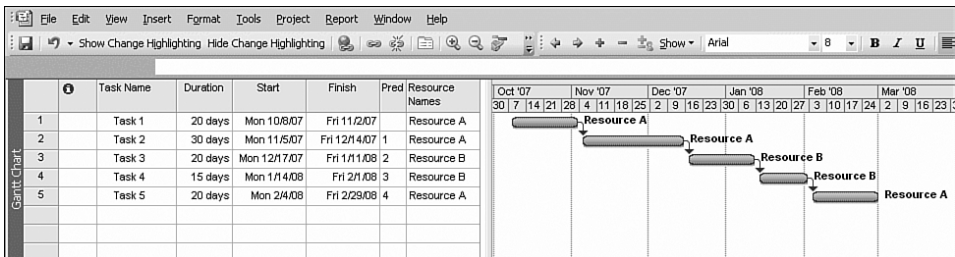 File Edit View Insert Format Tools Project Report Window Help
Show Change Highlighting Hide Change Highlighting Show Arial 8 B I U
Task Name Duration Start Finish Pred Resource Names Oct '07 Nov '07 Dec '07 Jan '08 Feb '08 Mar '08
30 7 14 21 28 4 11 18 25 2 9 16 23 30 6 13 20 27 3 10 17 24 2 9 16 23
1 Task 1 20 days Mon 10/8/07 Fri 11/2/07 Resource A Resource A
2 Task 2 30 days Mon 11/5/07 Fri 12/14/07 1 Resource A Resource A
3 Task 3 20 days Mon 12/17/07 Fri 1/11/08 2 Resource B Resource B
4 Task 4 15 days Mon 1/14/08 Fri 2/1/08 3 Resource B Resource B
5 Task 5 20 days Mon 2/4/08 Fri 2/29/08 4 Resource A Resource A
Gantt Chart